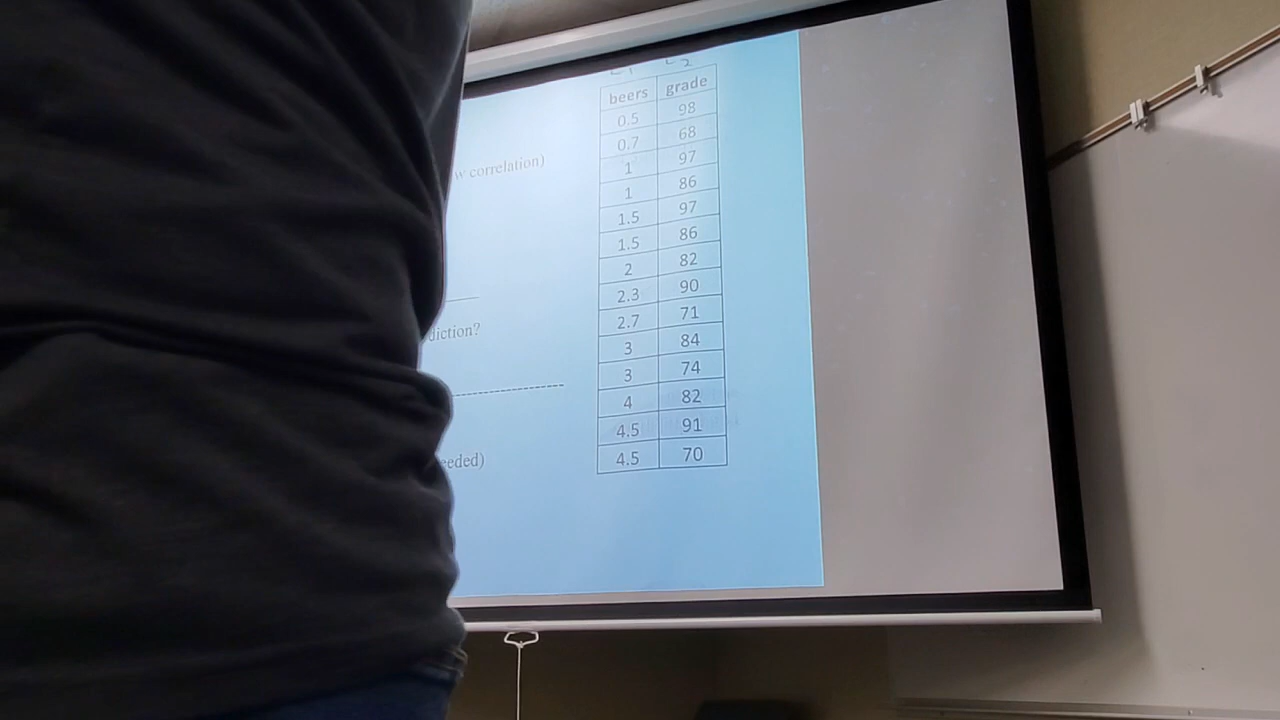 L1 L2
beers grade
0.5 98
0.7 68
correlation)
1 97
1 86
1.5 97
1.5 86
2 82
2.3 90
diction?
2.7 71
3 84
3 74
4 82
4.5 91
eeded)
4.5 70